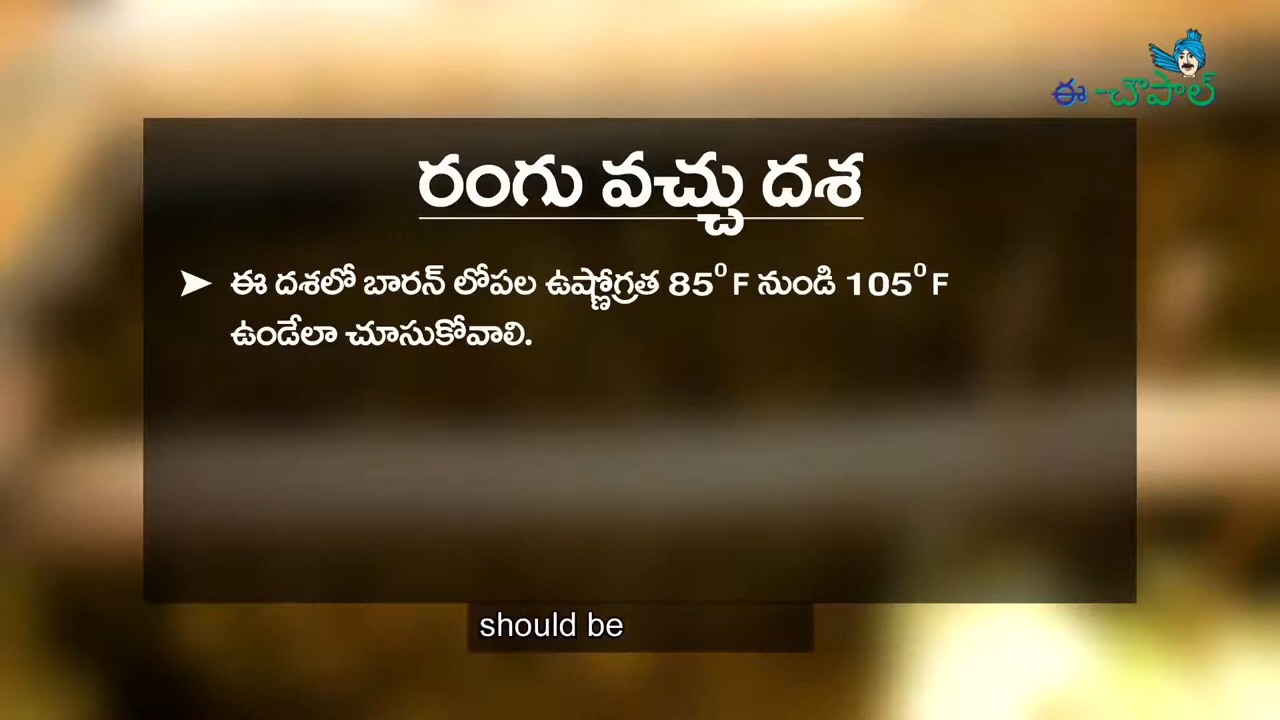 ఈ-చౌపాల్
రంగు వచ్చు దశ
➤ ఈ దశలో బారన్ లోపల ఉష్ణోగ్రత 85⁰F నుండి 105⁰F
ఉండేలా చూసుకోవాలి.
should be